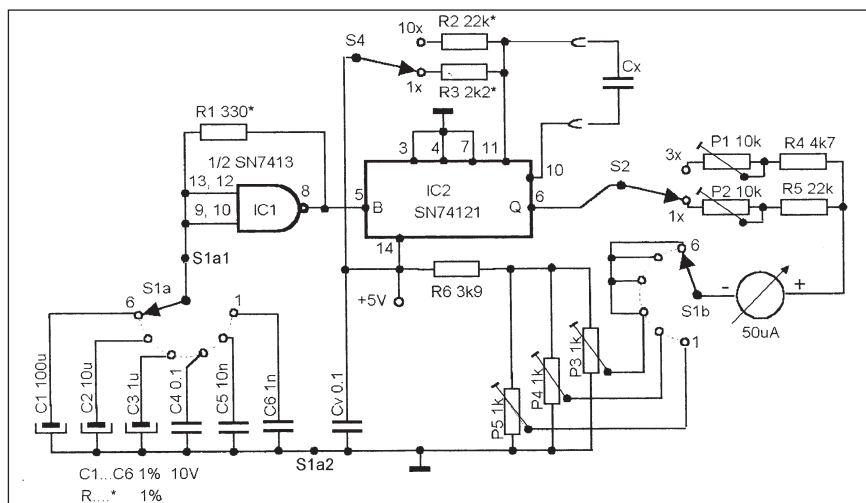 10x
R2 22k*
S4
1x
R3 2k2*
Cx
R1 330*
1/2 SN7413
13, 12
9, 10
IC1
8
3
4
7
11
10
5
B
IC2
SN74121
Q
6
14
S2
3x
P1 10k
R4 4k7
1x
P2 10k
R5 22k
S1a1
S1a
6
1
+5V
R6 3k9
6
S1b
-
+
50uA
1
C1 100u
C2 10u
C3 1u
C4 0.1
C5 10n
C6 1n
Cv 0.1
P5 1k
P4 1k
P3 1k
S1a2
C1...C6 1% 10V
R....* 1%